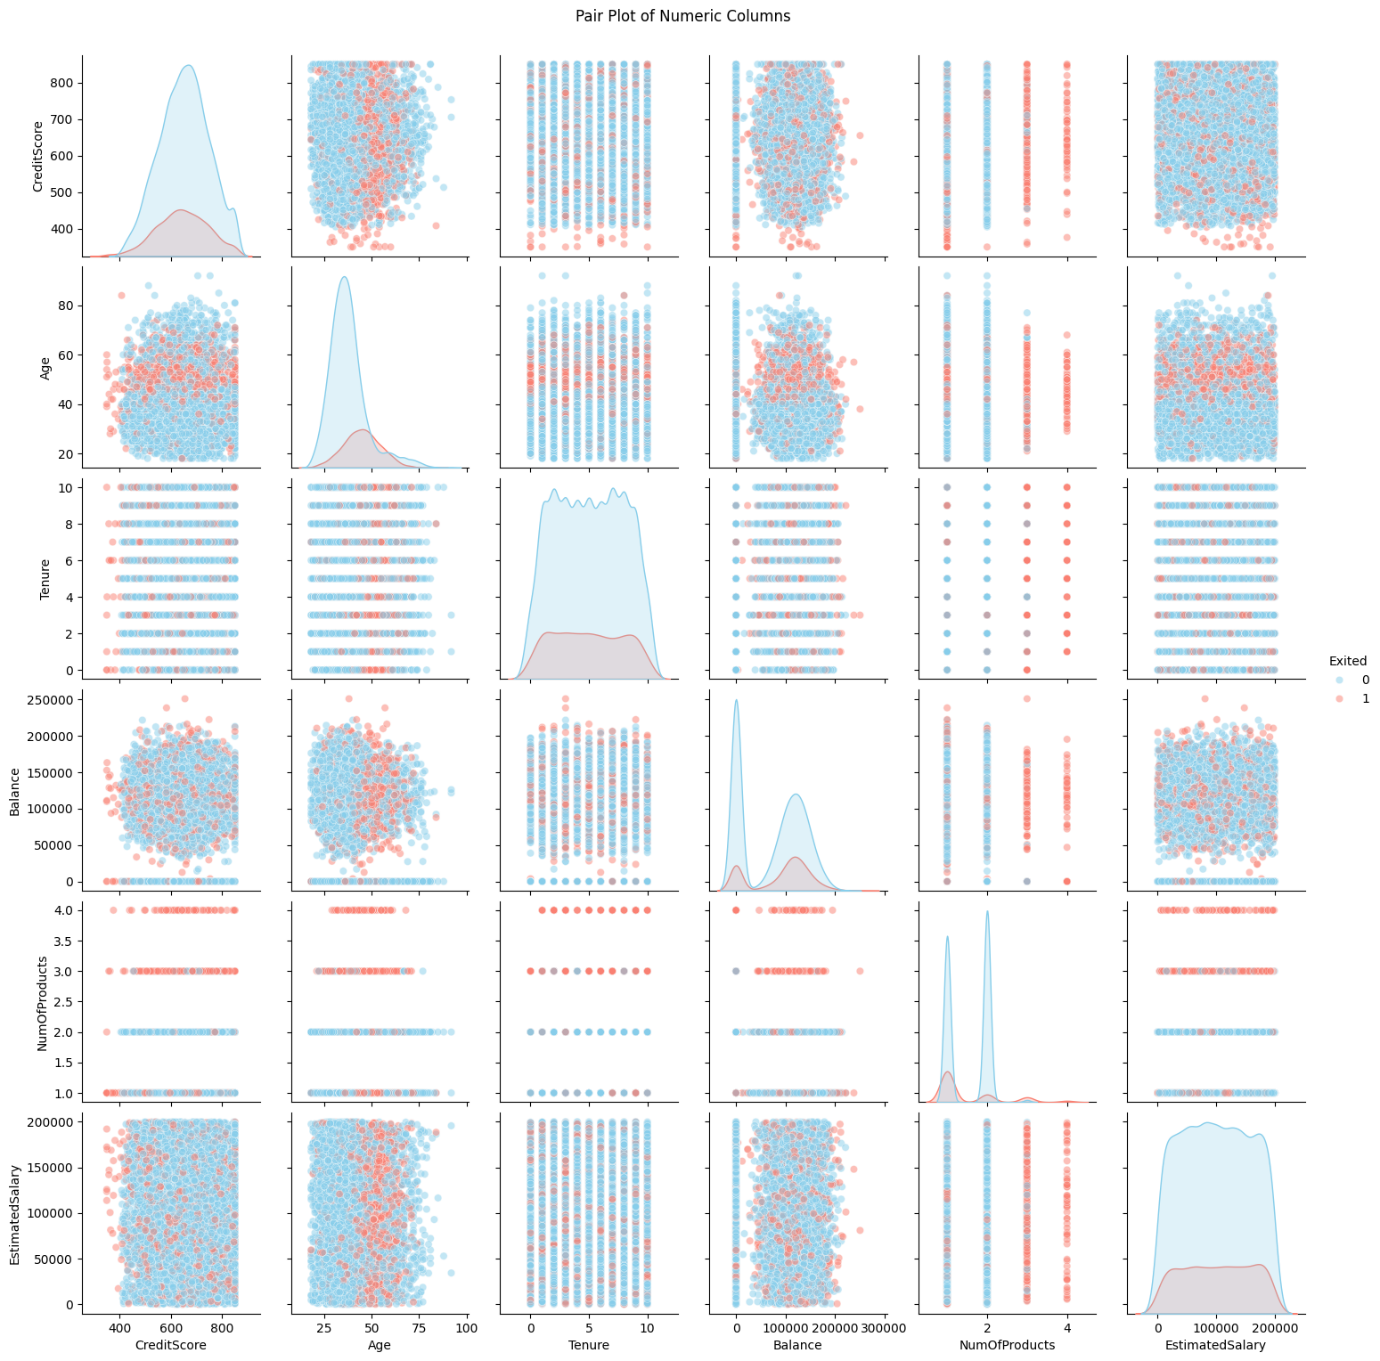 Pair Plot of Numeric Columns
CreditScore
800
700
600
500
400
Age
80
60
40
20
Tenure
10
8
6
4
2
0
Exited
0
1
Balance
250000
200000
150000
100000
50000
0
NumOfProducts
4.0
3.5
3.0
2.5
2.0
1.5
1.0
EstimatedSalary
200000
150000
100000
50000
0
400 600 800
25 50 75 100
0 5 10
0 100000 200000 300000
2 4
0 100000 200000
CreditScore
Age
Tenure
Balance
NumOfProducts
EstimatedSalary